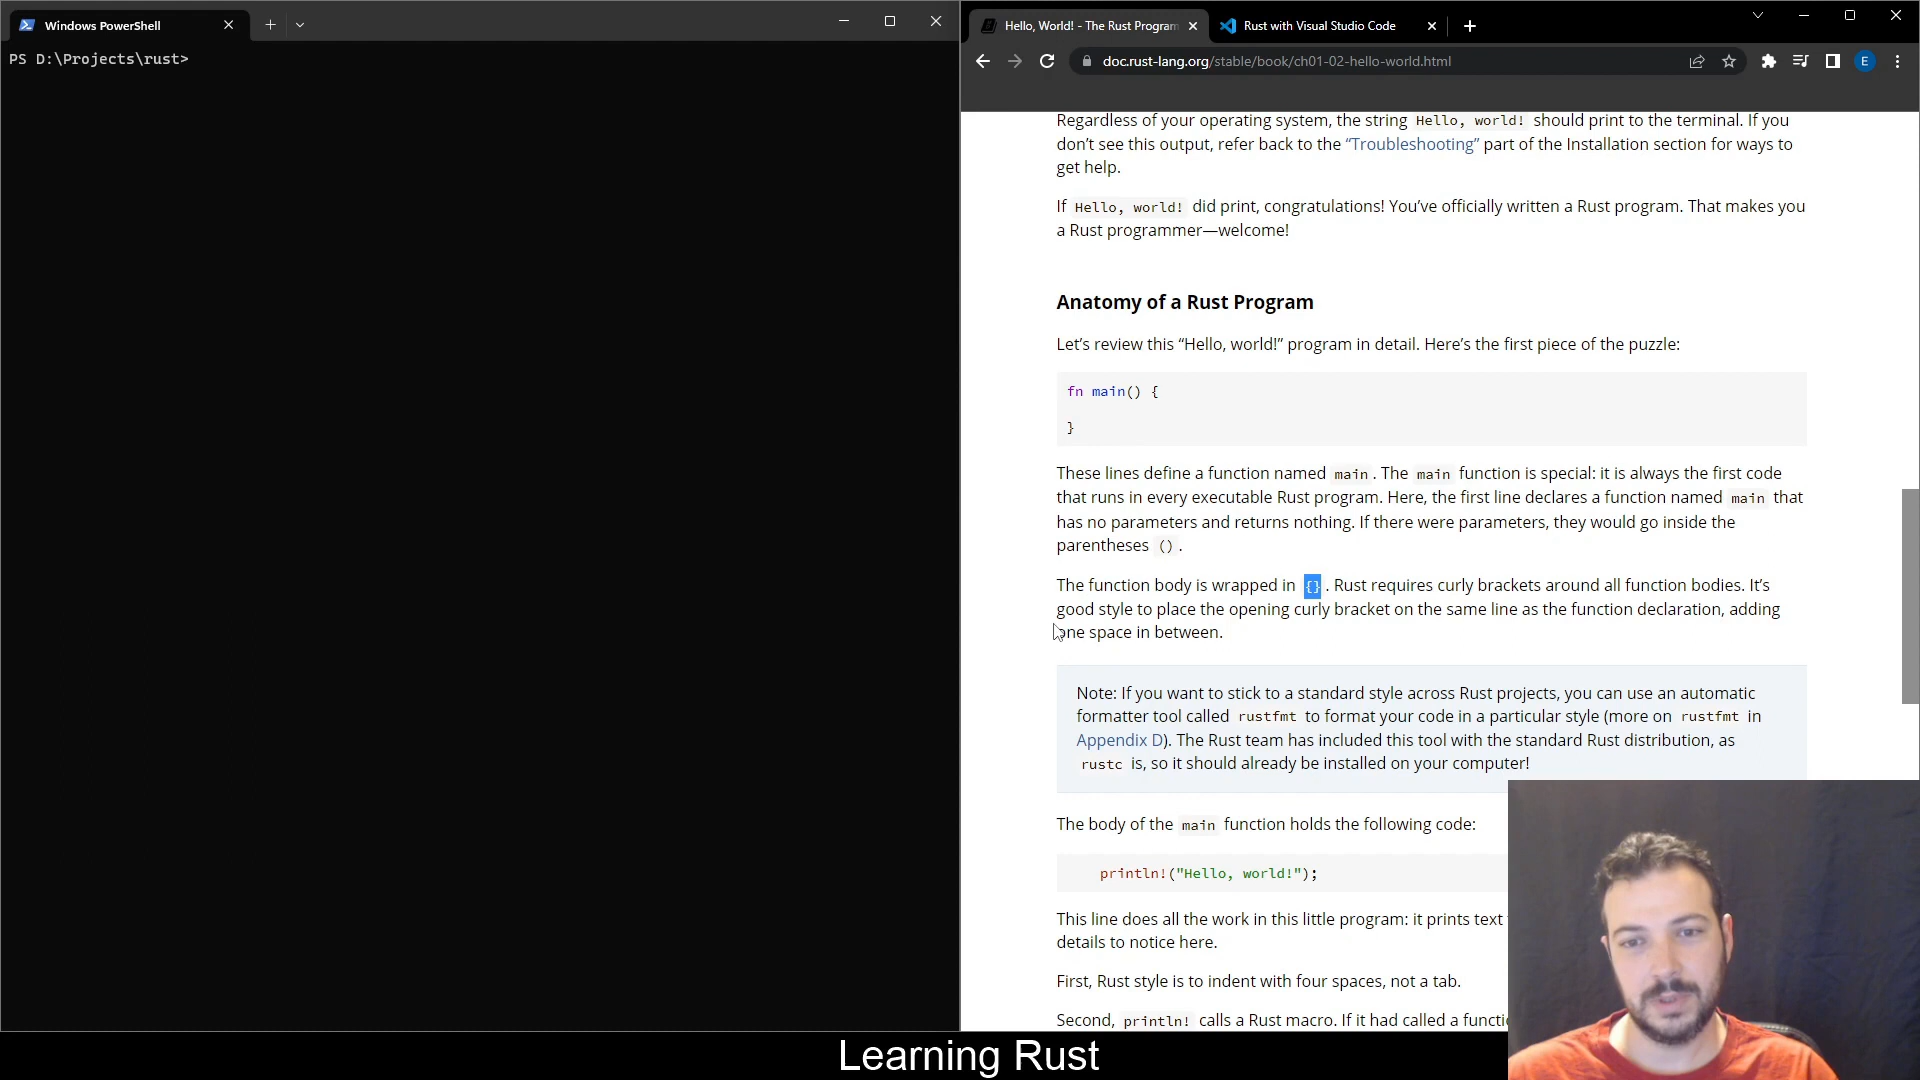 Windows PowerShell
PS D:\Projects\rust>
Hello, World! - The Rust Program
Rust with Visual Studio Code
doc.rust-lang.org/stable/book/ch01-02-hello-world.html
E
Regardless of your operating system, the string Hello, world! should print to the terminal. If you
don’t see this output, refer back to the “Troubleshooting” part of the Installation section for ways to
get help.
If Hello, world! did print, congratulations! You’ve officially written a Rust program. That makes you
a Rust programmer—welcome!
Anatomy of a Rust Program
Let’s review this “Hello, world!” program in detail. Here’s the first piece of the puzzle:
fn main() {
}
These lines define a function named main. The main function is special: it is always the first code
that runs in every executable Rust program. Here, the first line declares a function named main that
has no parameters and returns nothing. If there were parameters, they would go inside the
parentheses ().
The function body is wrapped in {}. Rust requires curly brackets around all function bodies. It’s
good style to place the opening curly bracket on the same line as the function declaration, adding
one space in between.
Note: If you want to stick to a standard style across Rust projects, you can use an automatic
formatter tool called rustfmt to format your code in a particular style (more on rustfmt in
Appendix D). The Rust team has included this tool with the standard Rust distribution, as
rustc is, so it should already be installed on your computer!
The body of the main function holds the following code:
println!("Hello, world!");
This line does all the work in this little program: it prints text
details to notice here.
First, Rust style is to indent with four spaces, not a tab.
Second, println! calls a Rust macro. If it had called a functi
Learning Rust